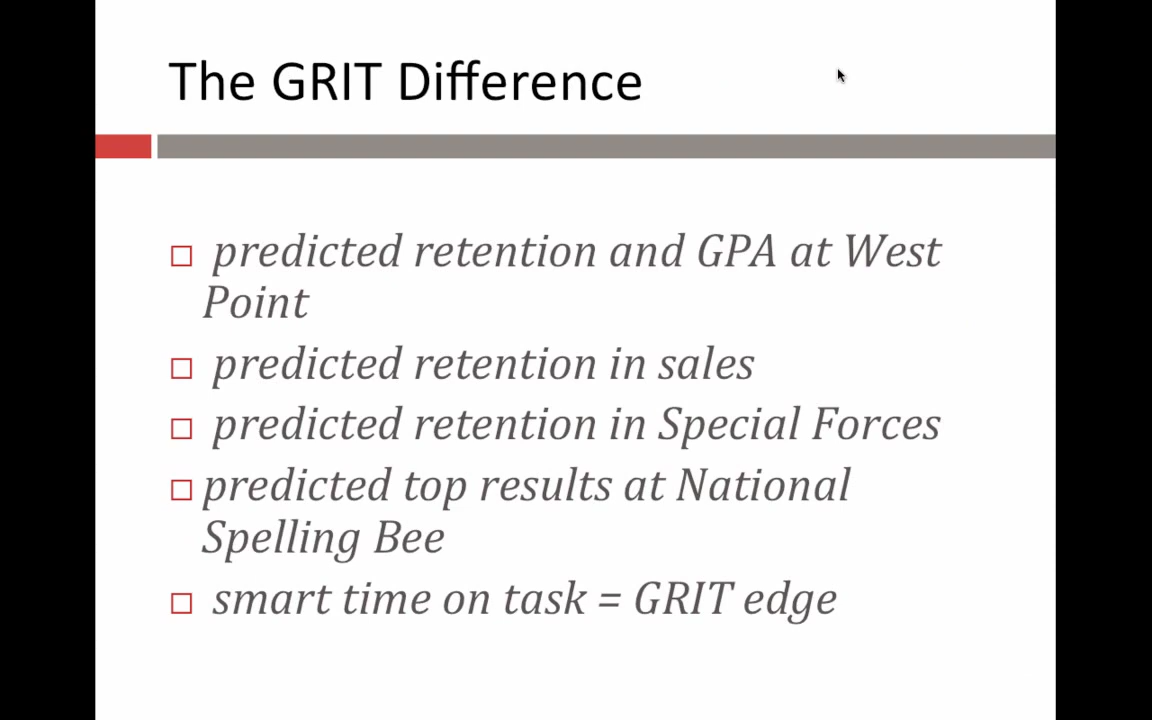 The GRIT Difference
predicted retention and GPA at West
Point
predicted retention in sales
predicted retention in Special Forces
predicted top results at National
Spelling Bee
smart time on task = GRIT edge